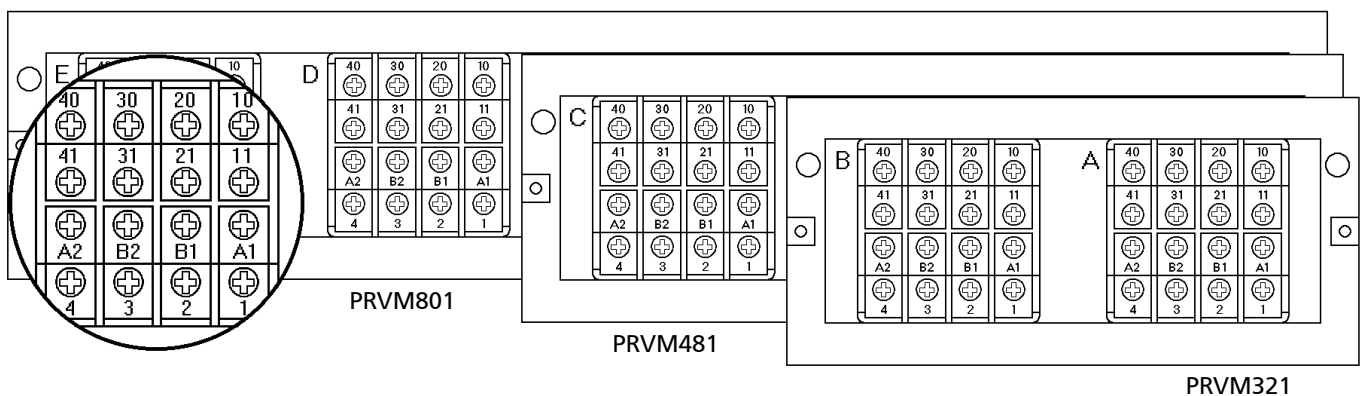 E 40 10 D 40 30 20 10
41 31 21 11
A2 B2 B1 A1
4 3 2 1
40 30 20 10
41 31 21 11
A2 B2 B1 A1
4 3 2 1
PRVM801
C 40 30 20 10
41 31 21 11
A2 B2 B1 A1
4 3 2 1
PRVM481
B 40 30 20 10 A 40 30 20 10
41 31 21 11 41 31 21 11
A2 B2 B1 A1 A2 B2 B1 A1
4 3 2 1 4 3 2 1
PRVM321